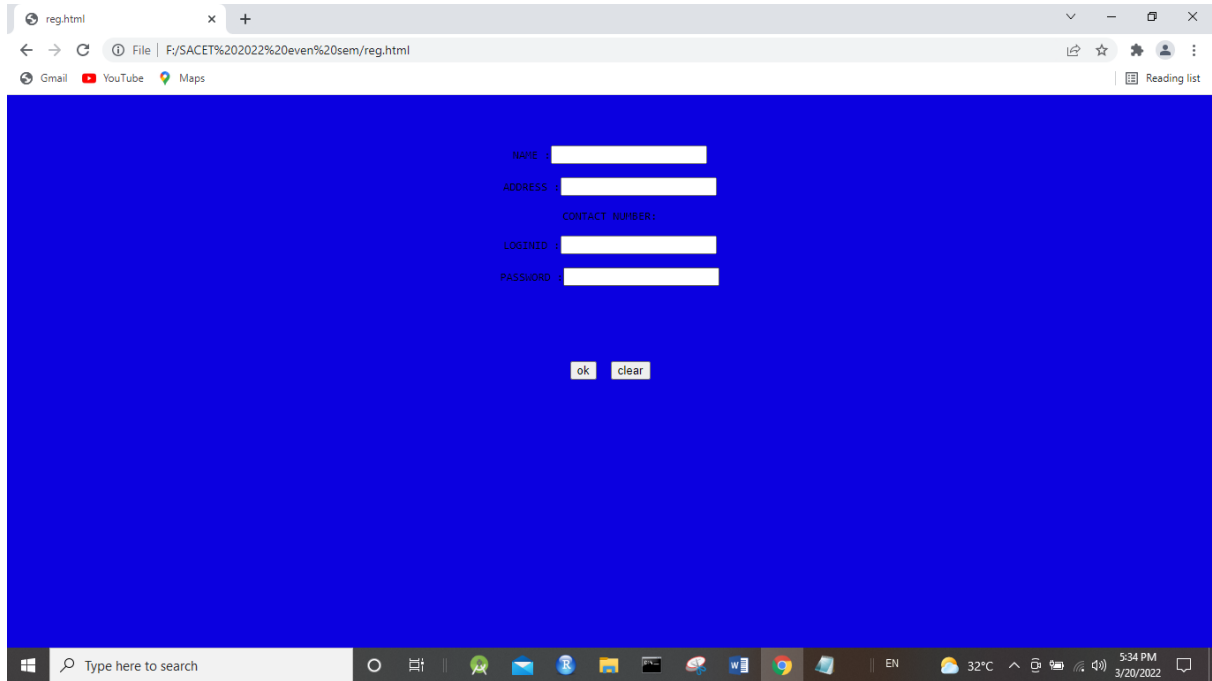 reg.html
File F:/SACET%202022%20even%20sem/reg.html
Gmail YouTube Maps Reading list
NAME :
ADDRESS :
CONTACT NUMBER:
LOGINID :
PASSWORD :
ok clear
Type here to search R W EN 32°C 5:34 PM
3/20/2022